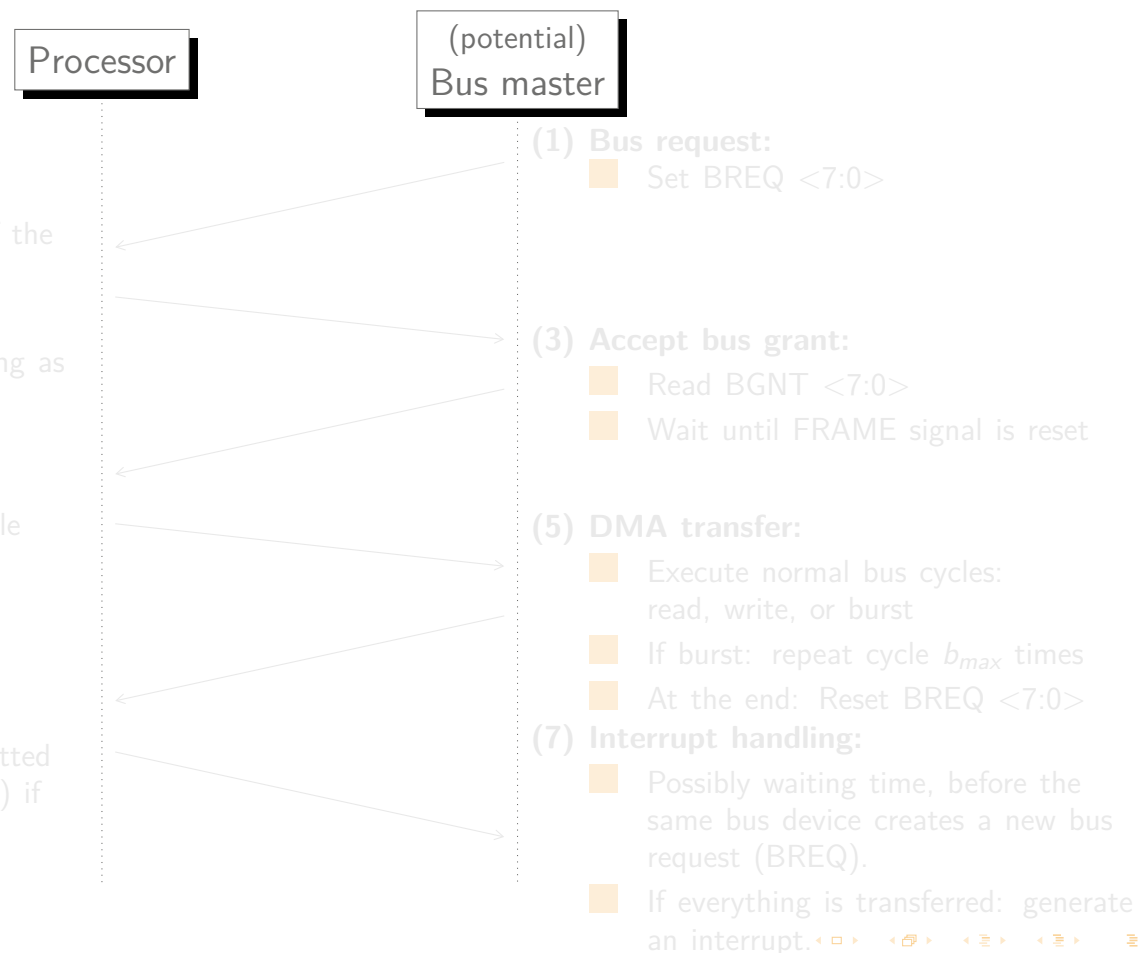 Processor
(potential)
Bus master
(1) Bus request:
Set BREQ <7:0>
the
ng as
(3) Accept bus grant:
Read BGNT <7:0>
Wait until FRAME signal is reset
le
(5) DMA transfer:
Execute normal bus cycles:
read, write, or burst
If burst: repeat cycle bmax times
At the end: Reset BREQ <7:0>
tted
) if
(7) Interrupt handling:
Possibly waiting time, before the
same bus device creates a new bus
request (BREQ).
If everything is transferred: generate
an interrupt.